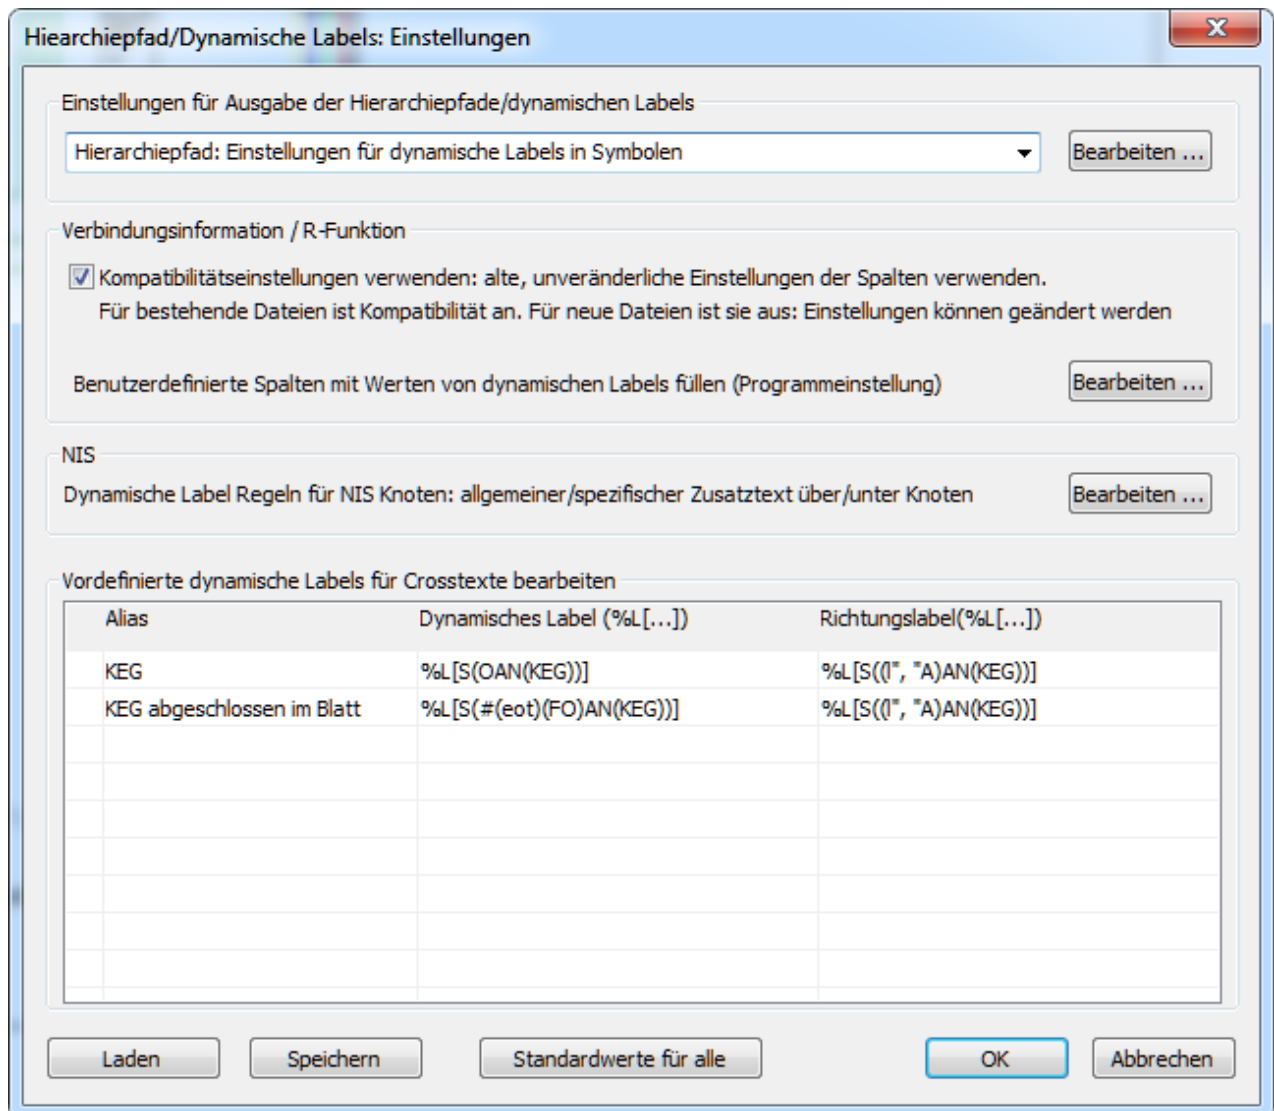 Hiearchiepfad/Dynamische Labels: Einstellungen
x
Einstellungen für Ausgabe der Hierarchiepfade/dynamischen Labels
Hierarchiepfad: Einstellungen für dynamische Labels in Symbolen
Bearbeiten ...
Verbindungsinformation / R-Funktion
Kompatibilitätseinstellungen verwenden: alte, unveränderliche Einstellungen der Spalten verwenden.
Für bestehende Dateien ist Kompatibilität an. Für neue Dateien ist sie aus: Einstellungen können geändert werden
Benutzerdefinierte Spalten mit Werten von dynamischen Labels füllen (Programmeinstellung)
Bearbeiten ...
NIS
Dynamische Label Regeln für NIS Knoten: allgemeiner/spezifischer Zusatztext über/unter Knoten
Bearbeiten ...
Vordefinierte dynamische Labels für Crosstexte bearbeiten
Alias Dynamisches Label (%L[...]) Richtungslabel(%L[...])
KEG %L[S(OAN(KEG))] %L[S((l", "A)AN(KEG))]
KEG abgeschlossen im Blatt %L[S(#(eot)(FO)AN(KEG))] %L[S((l", "A)AN(KEG))]
Laden Speichern Standardwerte für alle OK Abbrechen